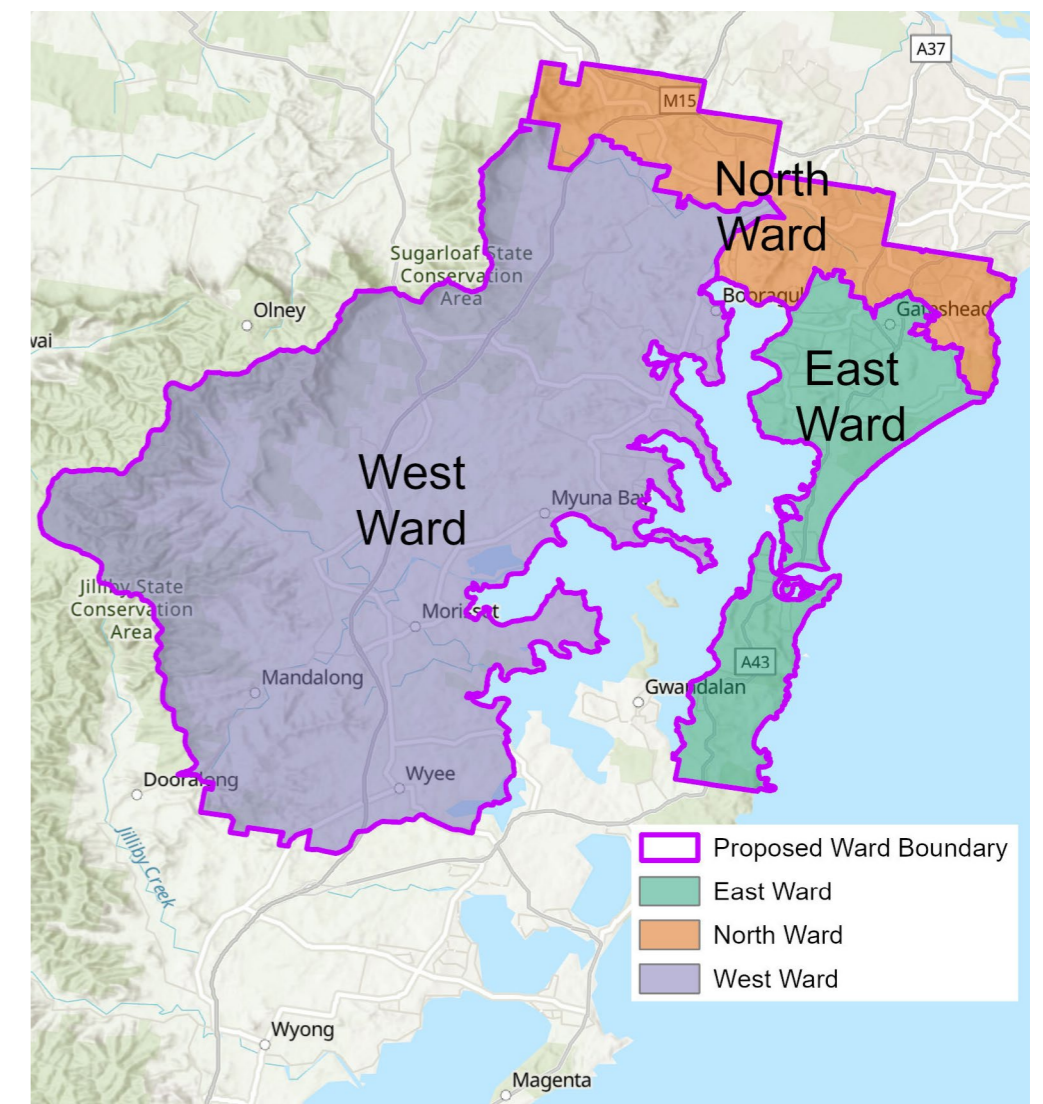 A37
M15
North
Ward
Sugarloaf State
Conservation
Area
Booragul
Olney
Gateshead
wai
East
Ward
West
Ward
Myuna Bay
Jilliby State
Conservation
Area
Morisset
A43
Mandalong
Gwandalan
Wyee
Dooralong
Jilliby Creek
Proposed Ward Boundary
East Ward
North Ward
West Ward
Wyong
Magenta